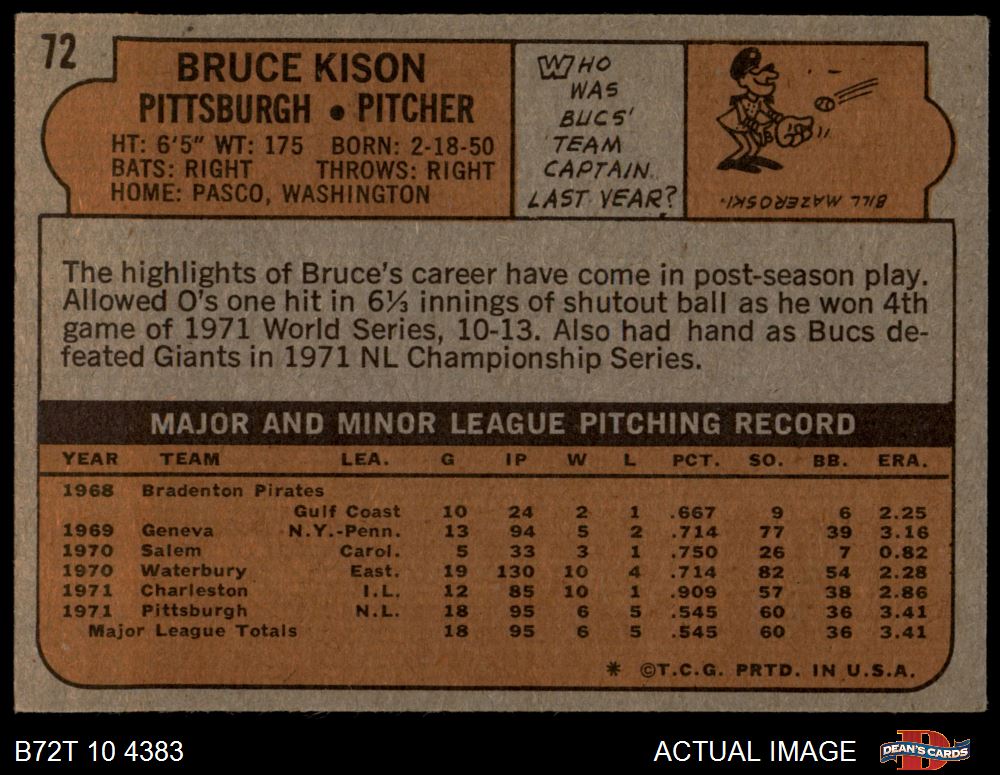 72
BRUCE KISON
PITTSBURGH • PITCHER
HT: 6'5" WT: 175 BORN: 2-18-50
BATS: RIGHT THROWS: RIGHT
HOME: PASCO, WASHINGTON
WHO
WAS
BUCS'
TEAM
CAPTAIN
LAST YEAR?
BILL MAZEROSKI.
The highlights of Bruce's career have come in post-season play.
Allowed O's one hit in 6⅓ innings of shutout ball as he won 4th
game of 1971 World Series, 10-13. Also had hand as Bucs de-
feated Giants in 1971 NL Championship Series.
MAJOR AND MINOR LEAGUE PITCHING RECORD
YEAR TEAM LEA. G IP W L PCT. SO. BB. ERA.
1968 Bradenton Pirates
Gulf Coast 10 24 2 1 .667 9 6 2.25
1969 Geneva N.Y.-Penn. 13 94 5 2 .714 77 39 3.16
1970 Salem Carol. 5 33 3 1 .750 26 7 0.82
1970 Waterbury East. 19 130 10 4 .714 82 54 2.28
1971 Charleston I.L. 12 85 10 1 .909 57 38 2.86
1971 Pittsburgh N.L. 18 95 6 5 .545 60 36 3.41
Major League Totals 18 95 6 5 .545 60 36 3.41
* ©T.C.G. PRTD. IN U.S.A.
B72T 10 4383
ACTUAL IMAGE
D
DEAN'S CARDS